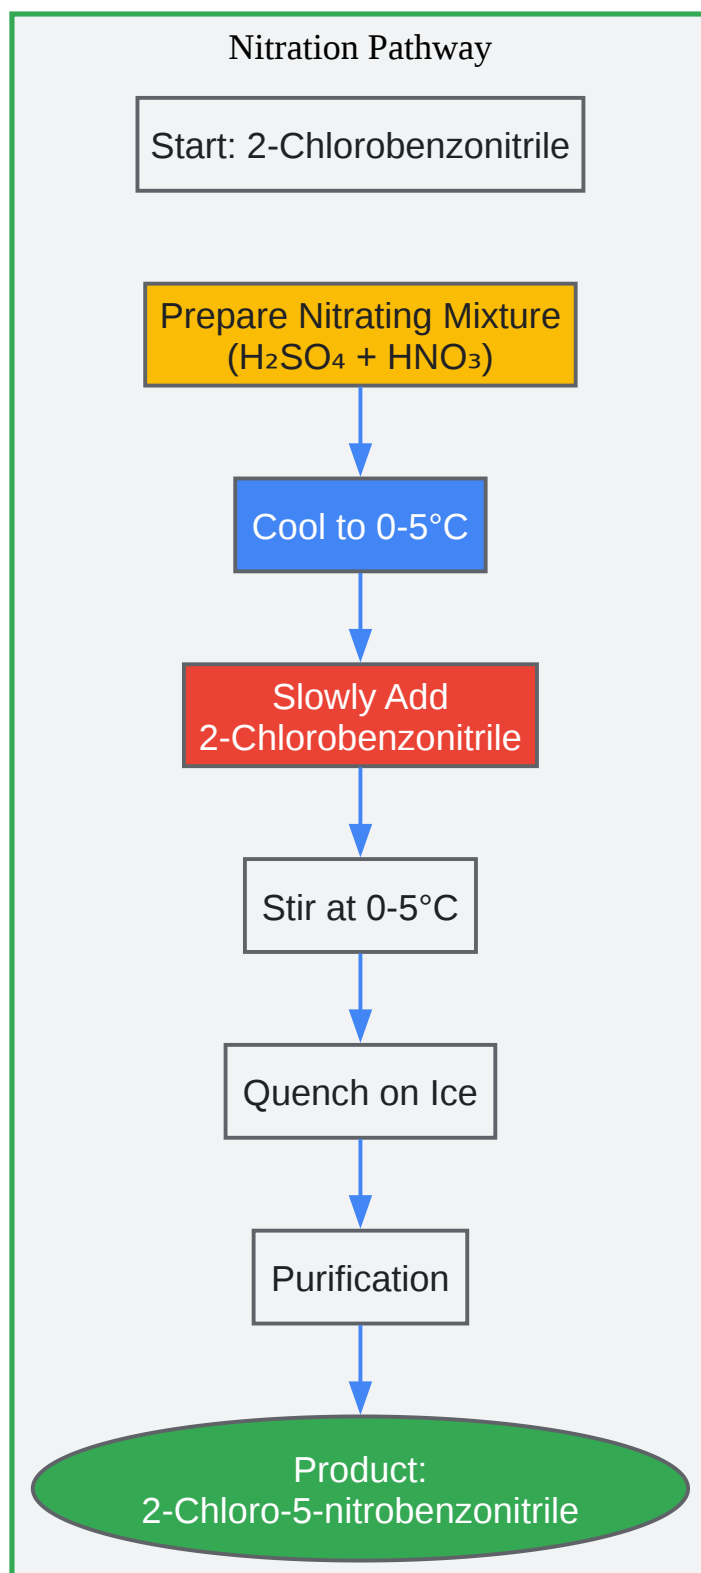 Nitration Pathway
Start: 2-Chlorobenzonitrile
Prepare Nitrating Mixture
(H₂SO₄ + HNO₃)
Cool to 0-5°C
Slowly Add
2-Chlorobenzonitrile
Stir at 0-5°C
Quench on Ice
Purification
Product:
2-Chloro-5-nitrobenzonitrile